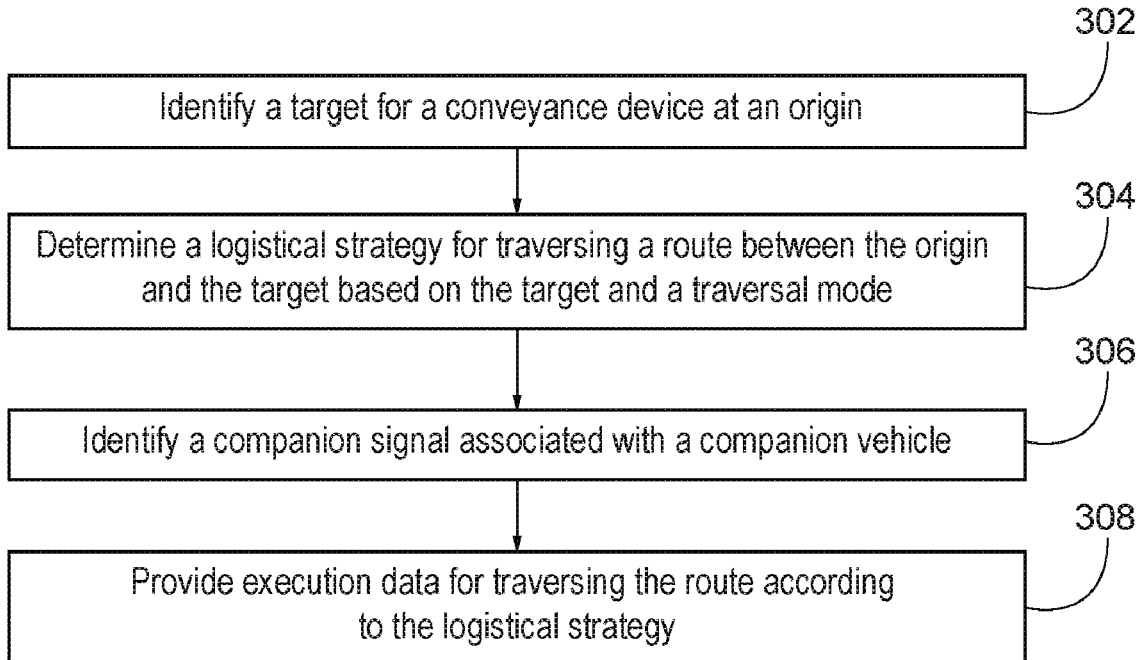 302
Identify a target for a conveyance device at an origin
304
Determine a logistical strategy for traversing a route between the origin
and the target based on the target and a traversal mode
306
Identify a companion signal associated with a companion vehicle
308
Provide execution data for traversing the route according
to the logistical strategy